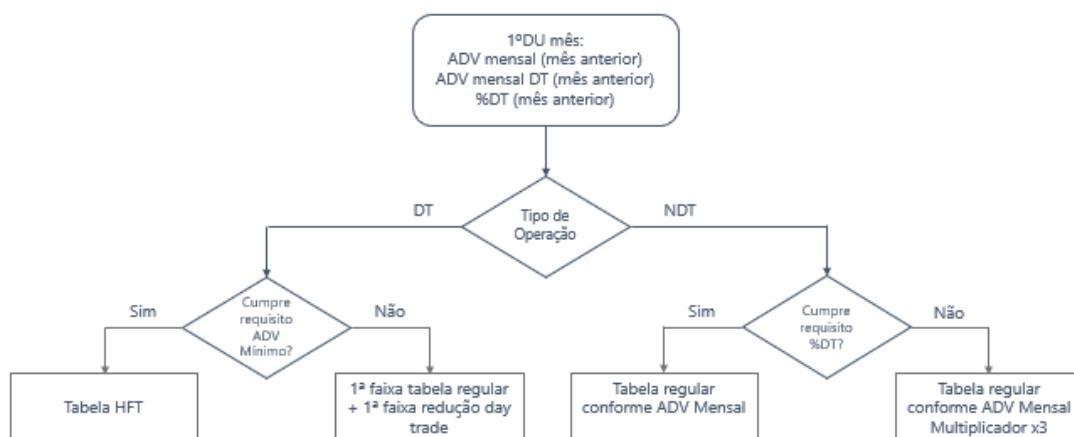 1ºDU mês:
ADV mensal (mês anterior)
ADV mensal DT (mês anterior)
%DT (mês anterior)
DT
Tipo de
Operação
NDT
Sim
Cumpre
requisito
ADV
Mínimo?
Não
Sim
Cumpre
requisito
%DT?
Não
Tabela HFT
1ª faixa tabela regular
+ 1ª faixa redução day
trade
Tabela regular
conforme ADV Mensal
Tabela regular
conforme ADV Mensal
Multiplicador x3